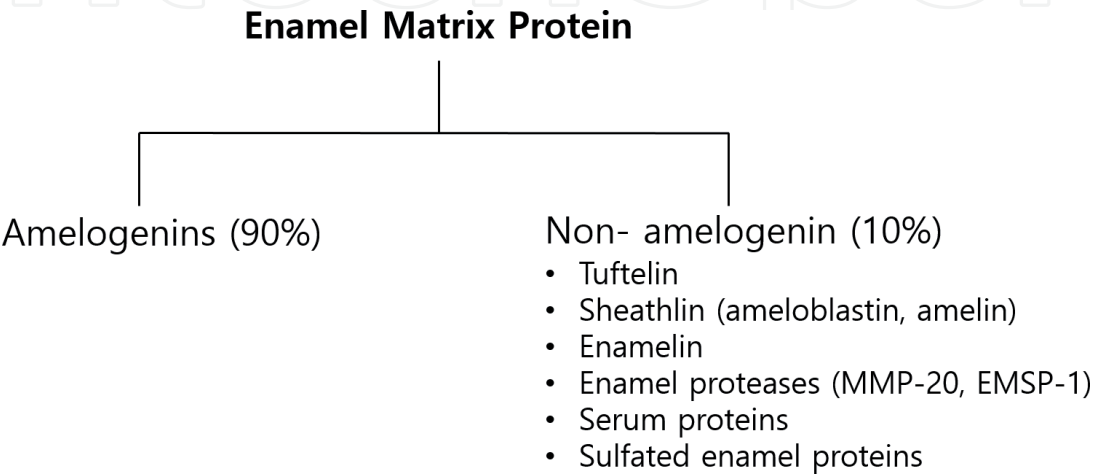 Enamel Matrix Protein
Amelogenins (90%)
Non- amelogenin (10%)
• Tuftelin
• Sheathlin (ameloblastin, amelin)
• Enamelin
• Enamel proteases (MMP-20, EMSP-1)
• Serum proteins
• Sulfated enamel proteins